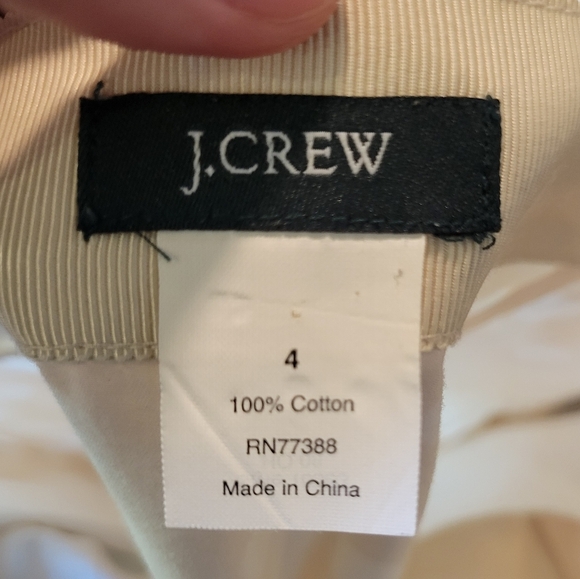 J.CREW
4
100% Cotton
RN77388
Made in China